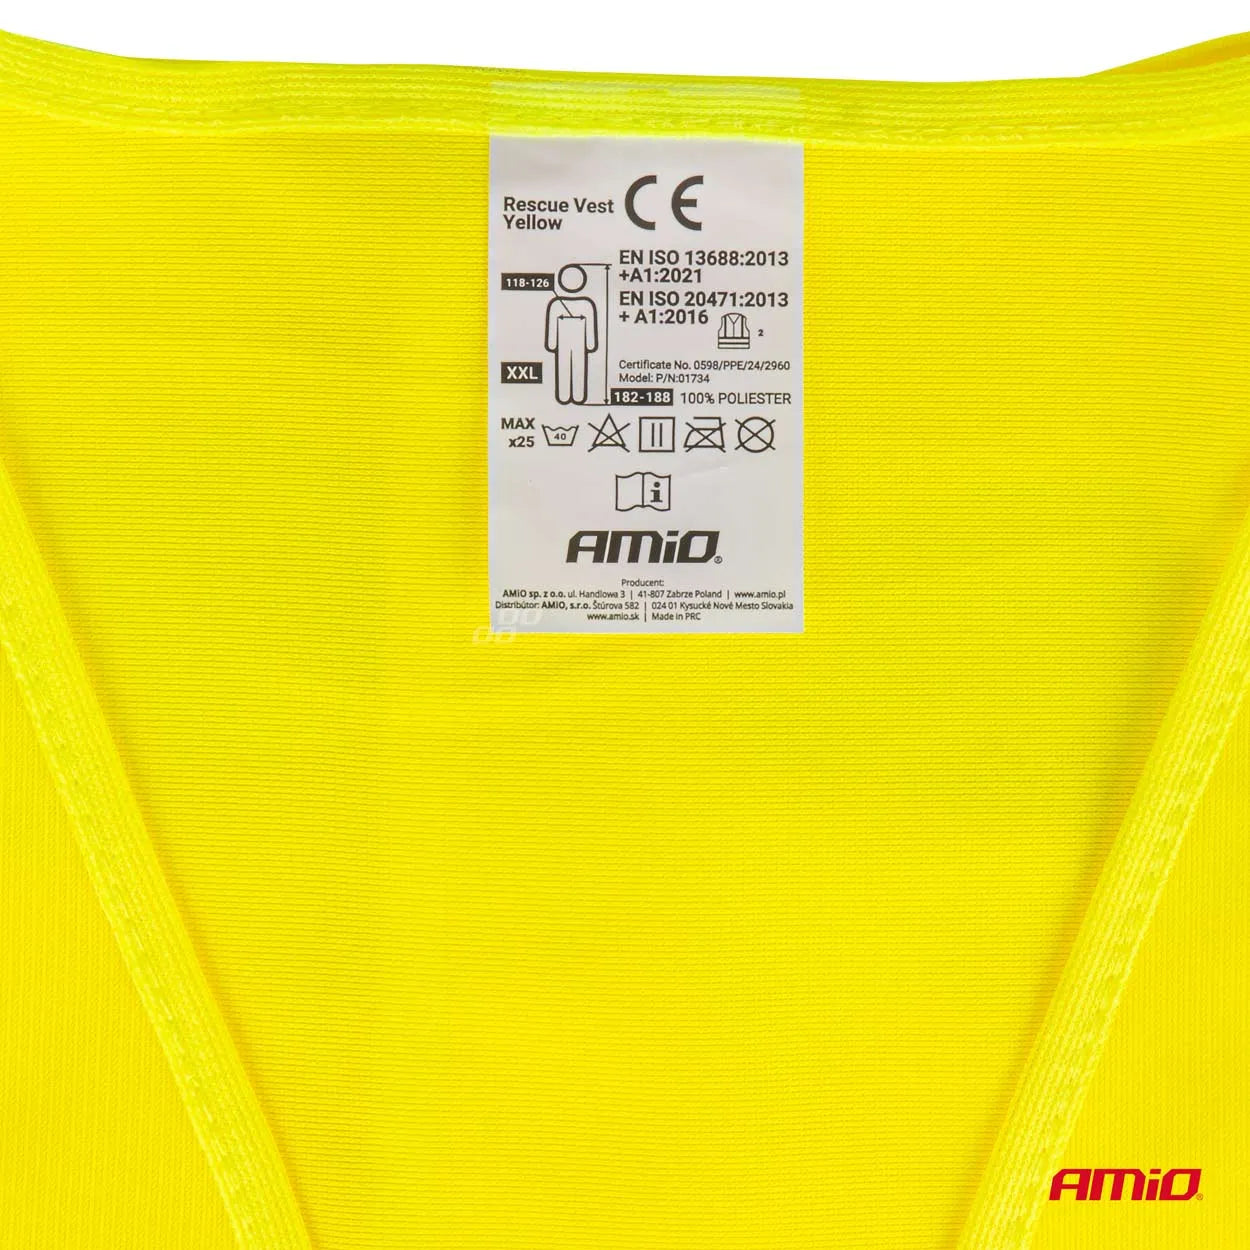 Rescue Vest
Yellow
CE
EN ISO 13688:2013
+A1:2021
118-126
EN ISO 20471:2013
+ A1:2016
2
XXL
Certificate No. 0598/PPE/24/2960
Model: P/N:01734
182-188 100% POLIESTER
MAX
x25
40
i
AMiO®
Producent:
AMiO sp. z o.o. ul. Handlowa 3 | 41-807 Zabrze Poland | www.amio.pl
Distribútor: AMiO, s.r.o. Štúrova 582 | 024 01 Kysucké Nové Mesto Slovakia
www.amio.sk | Made in PRC
AMiO®